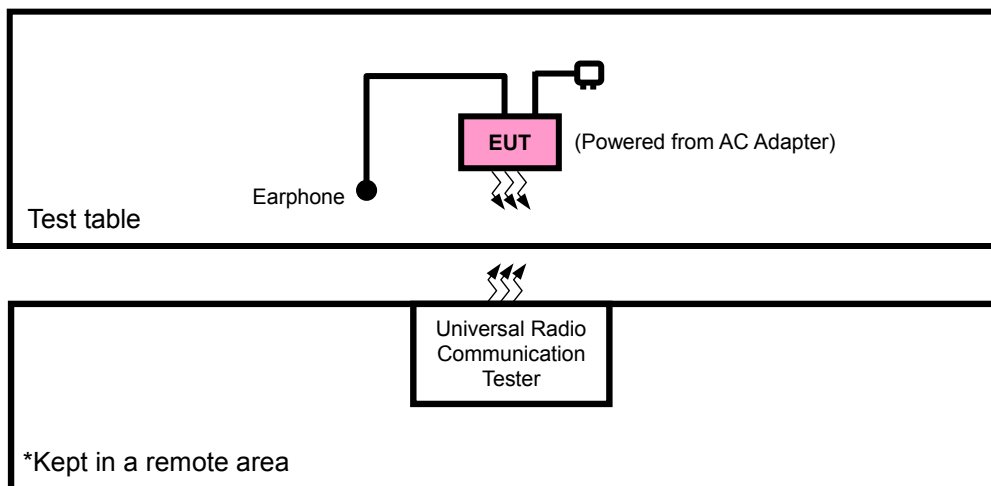 EUT
(Powered from AC Adapter)
Earphone
Test table
Universal Radio
Communication
Tester
*Kept in a remote area